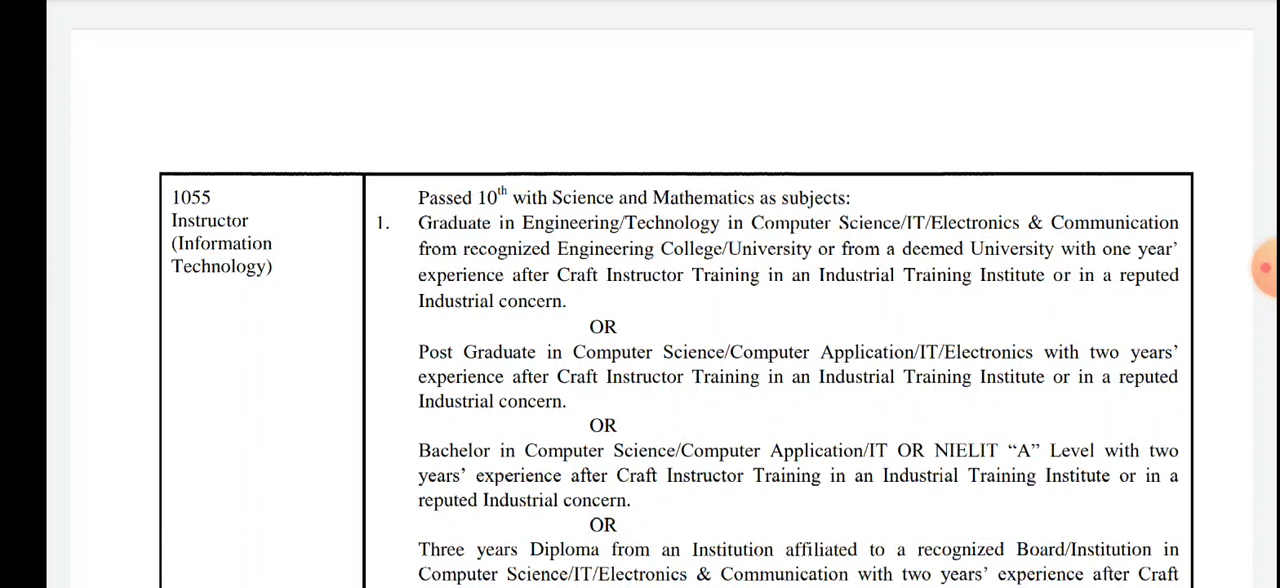 1055
Instructor
(Information
Technology)
Passed 10th with Science and Mathematics as subjects:
1. Graduate in Engineering/Technology in Computer Science/IT/Electronics & Communication
from recognized Engineering College/University or from a deemed University with one year’
experience after Craft Instructor Training in an Industrial Training Institute or in a reputed
Industrial concern.
OR
Post Graduate in Computer Science/Computer Application/IT/Electronics with two years’
experience after Craft Instructor Training in an Industrial Training Institute or in a reputed
Industrial concern.
OR
Bachelor in Computer Science/Computer Application/IT OR NIELIT “A” Level with two
years’ experience after Craft Instructor Training in an Industrial Training Institute or in a
reputed Industrial concern.
OR
Three years Diploma from an Institution affiliated to a recognized Board/Institution in
Computer Science/IT/Electronics & Communication with two years’ experience after Craft